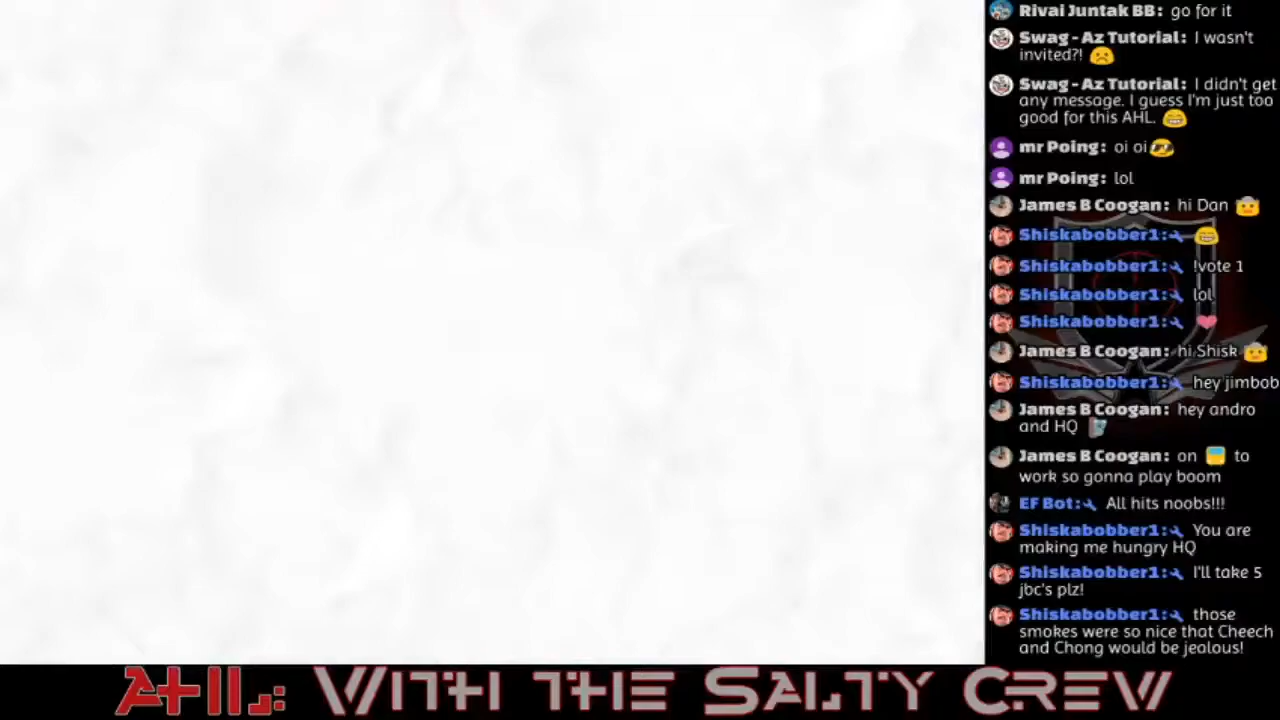 Rivai Juntak BB: go for it
Swag - Az Tutorial: I wasn't
invited?! ☹️
Swag - Az Tutorial: I didn't get
any message. I guess I'm just too
good for this AHL. 😁
mr Poing: oi oi 😎
mr Poing: lol
James B Coogan: hi Dan 🤠
Shiskabobber1: 😁
Shiskabobber1: !vote 1
Shiskabobber1: lol
Shiskabobber1: ❤
James B Coogan: hi Shisk 🤠
Shiskabobber1: hey jimbob
James B Coogan: hey andro
and HQ
James B Coogan: on to
work so gonna play boom
EF Bot: All hits noobs!!!
Shiskabobber1: You are
making me hungry HQ
Shiskabobber1: I'll take 5
jbc's plz!
Shiskabobber1: those
smokes were so nice that Cheech
and Chong would be jealous!
AHL: With the Salty Crew